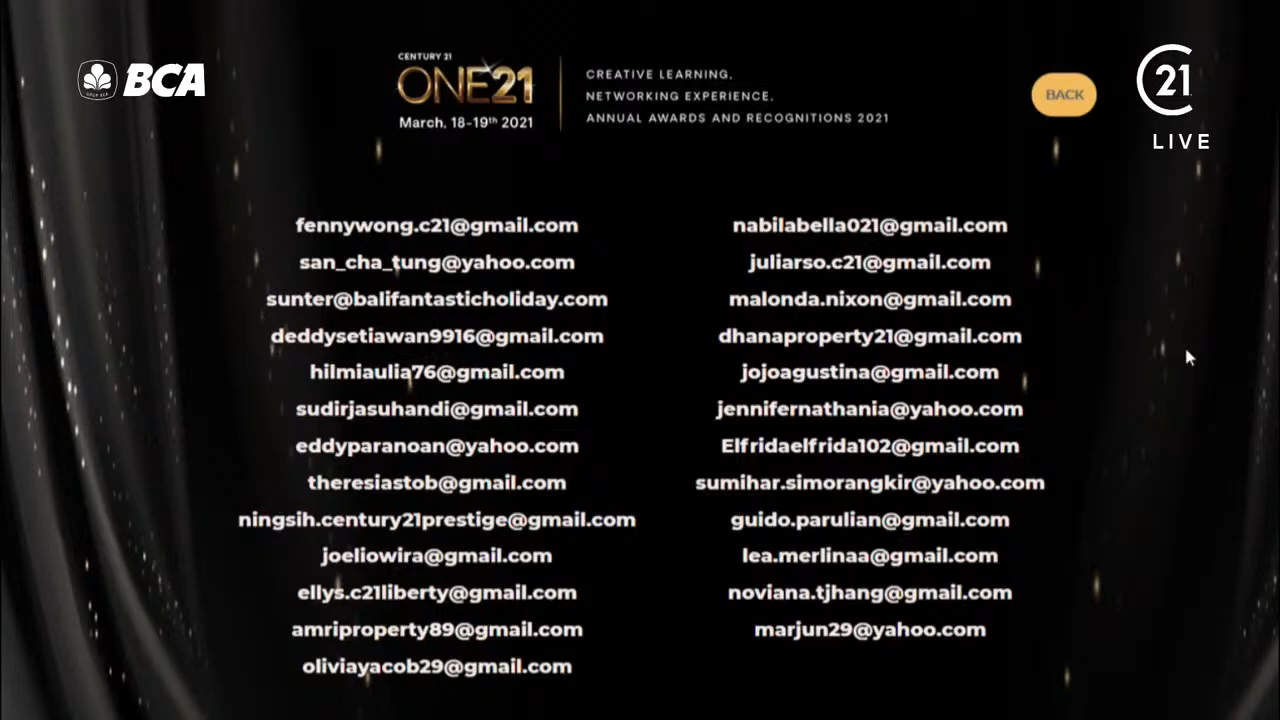 BCA
CENTURY 21
ONE21
March, 18-19th 2021
CREATIVE LEARNING,
NETWORKING EXPERIENCE,
ANNUAL AWARDS AND RECOGNITIONS 2021
BACK
21
LIVE
fennywong.c21@gmail.com
san_cha_tung@yahoo.com
sunter@balifantasticholiday.com
deddysetiawan9916@gmail.com
hilmiaulia76@gmail.com
sudirjasuhandi@gmail.com
eddyparanoan@yahoo.com
theresiastob@gmail.com
ningsih.century21prestige@gmail.com
joeliowira@gmail.com
ellys.c21liberty@gmail.com
amriproperty89@gmail.com
oliviayacob29@gmail.com
nabilabella021@gmail.com
juliarso.c21@gmail.com
malonda.nixon@gmail.com
dhanaproperty21@gmail.com
jojoagustina@gmail.com
jennifernathania@yahoo.com
Elfridaelfrida102@gmail.com
sumihar.simorangkir@yahoo.com
guido.parulian@gmail.com
lea.merlinaa@gmail.com
noviana.tjhang@gmail.com
marjun29@yahoo.com